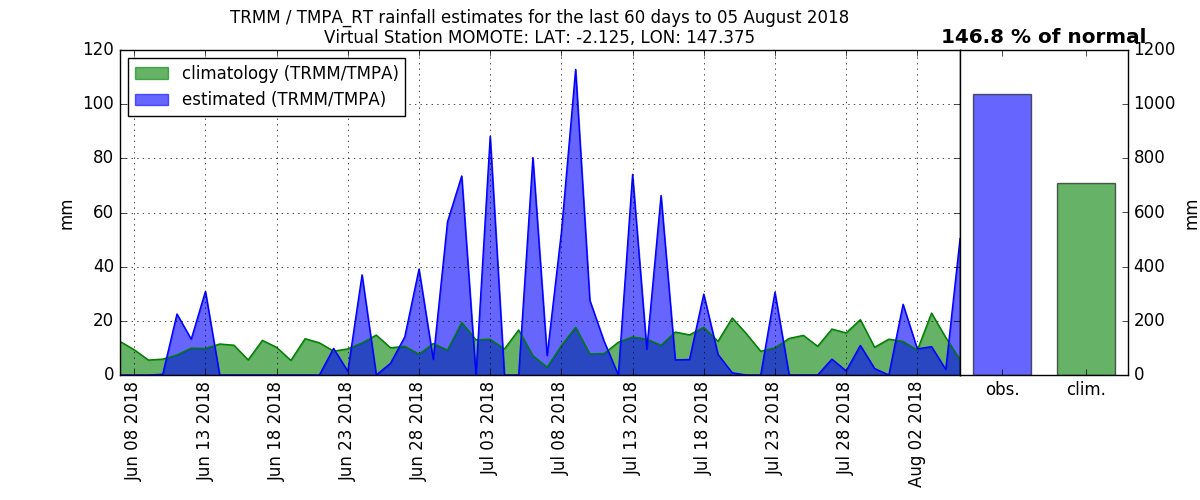 TRMM / TMPA_RT rainfall estimates for the last 60 days to 05 August 2018
Virtual Station MOMOTE: LAT: -2.125, LON: 147.375
146.8 % of normal
climatology (TRMM/TMPA)
estimated (TRMM/TMPA)
mm
120
100
80
60
40
20
0
Jun 08 2018
Jun 13 2018
Jun 18 2018
Jun 23 2018
Jun 28 2018
Jul 03 2018
Jul 08 2018
Jul 13 2018
Jul 18 2018
Jul 23 2018
Jul 28 2018
Aug 02 2018
obs.
clim.
1200
1000
800
600
400
200
0
mm